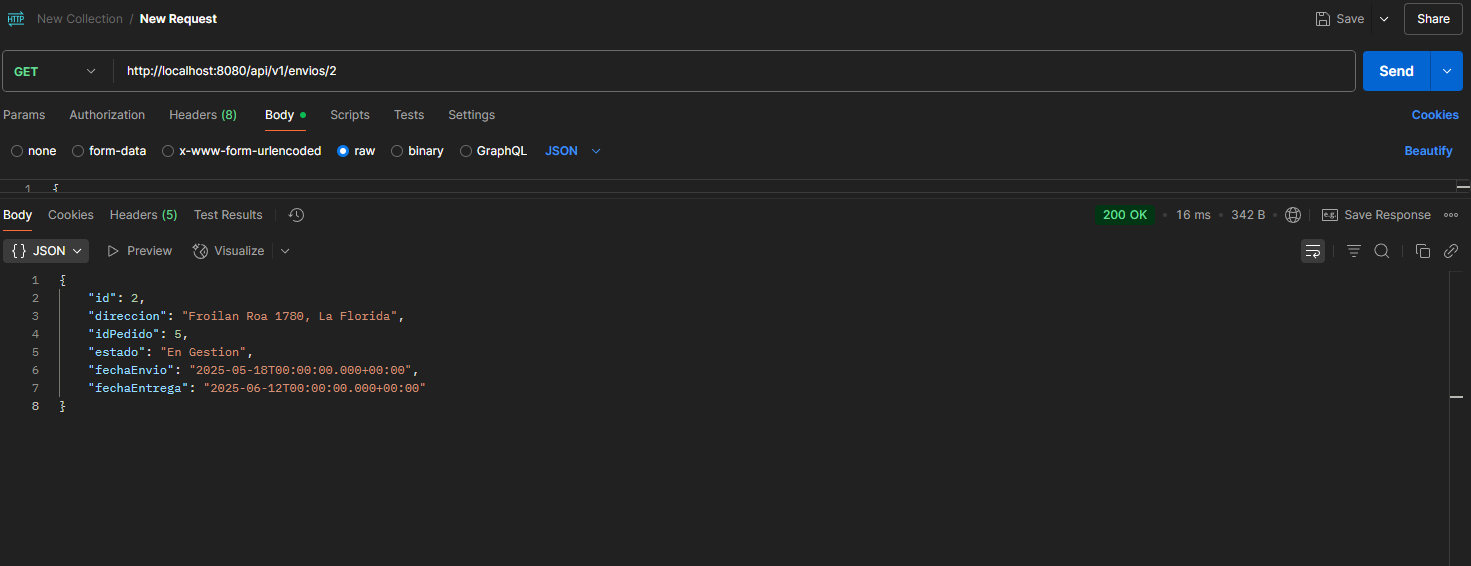 HTTP New Collection / New Request Save Share
GET http://localhost:8080/api/v1/envios/2 Send
Params Authorization Headers (8) Body Scripts Tests Settings Cookies
none form-data x-www-form-urlencoded raw binary GraphQL JSON Beautify
1 {
Body Cookies Headers (5) Test Results 200 OK • 16 ms • 342 B • e.g. Save Response
{} JSON Preview Visualize
1 {
2 "id": 2,
3 "direccion": "Froilan Roa 1780, La Florida",
4 "idPedido": 5,
5 "estado": "En Gestion",
6 "fechaEnvio": "2025-05-18T00:00:00.000+00:00",
7 "fechaEntrega": "2025-06-12T00:00:00.000+00:00"
8 }